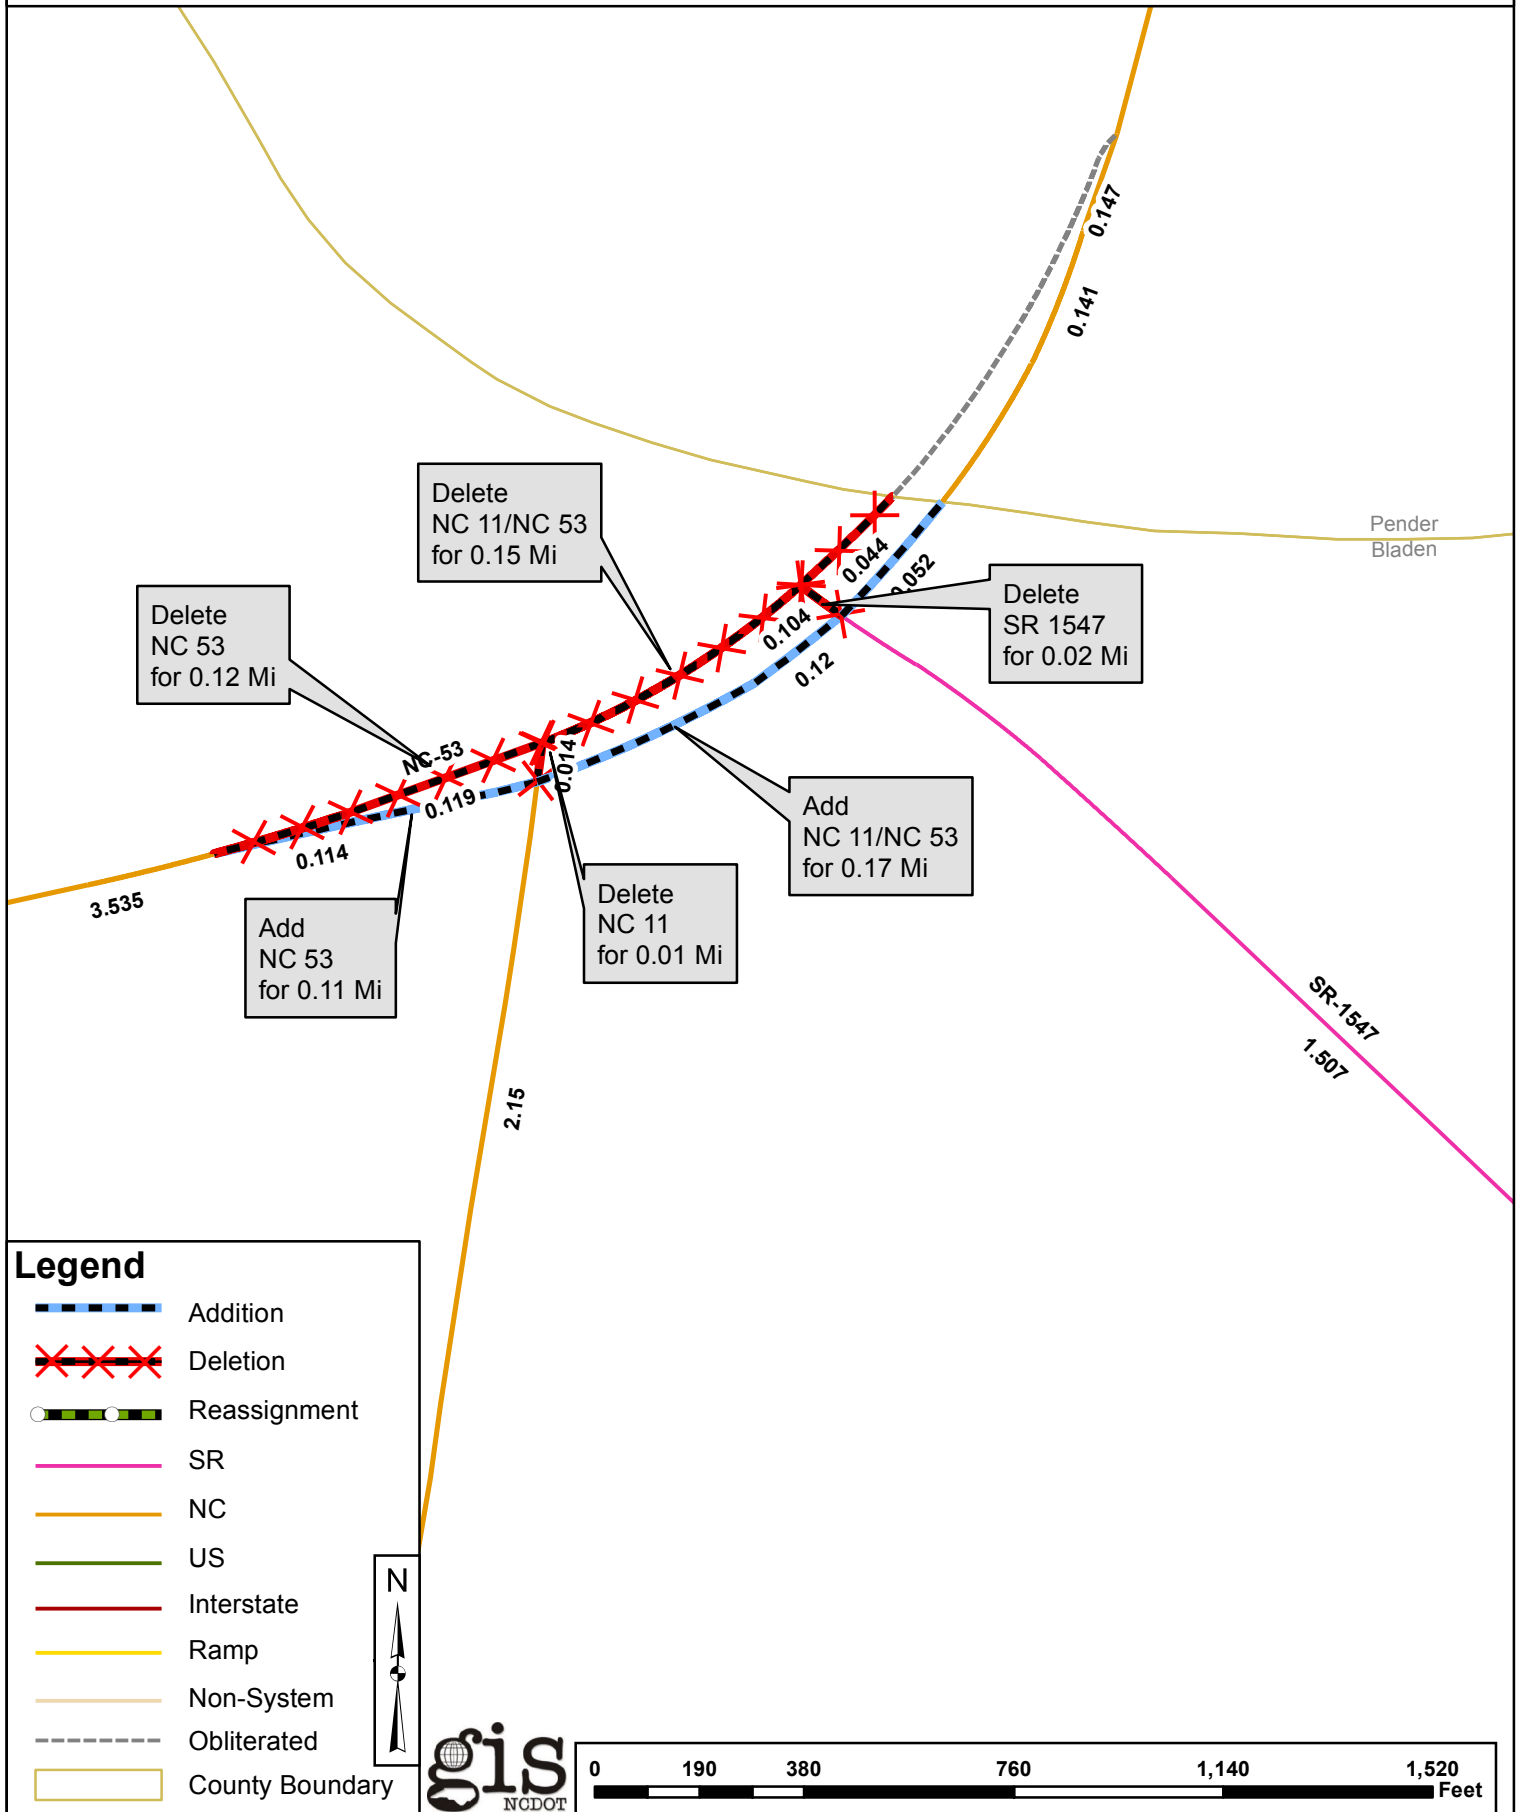 0.147
0.141
Delete
NC 11/NC 53
for 0.15 Mi
Pender
Bladen
0.044
0.052
Delete
SR 1547
for 0.02 Mi
Delete
NC 53
for 0.12 Mi
0.104
0.12
NC-53
0.014
0.119
0.114
Add
NC 11/NC 53
for 0.17 Mi
3.535
Delete
NC 11
for 0.01 Mi
Add
NC 53
for 0.11 Mi
SR-1547
1.507
2.15
Legend
Addition
Deletion
Reassignment
SR
NC
US
Interstate
Ramp
Non-System
Obliterated
County Boundary
N
gis
NCDOT
0 190 380 760 1,140 1,520
Feet